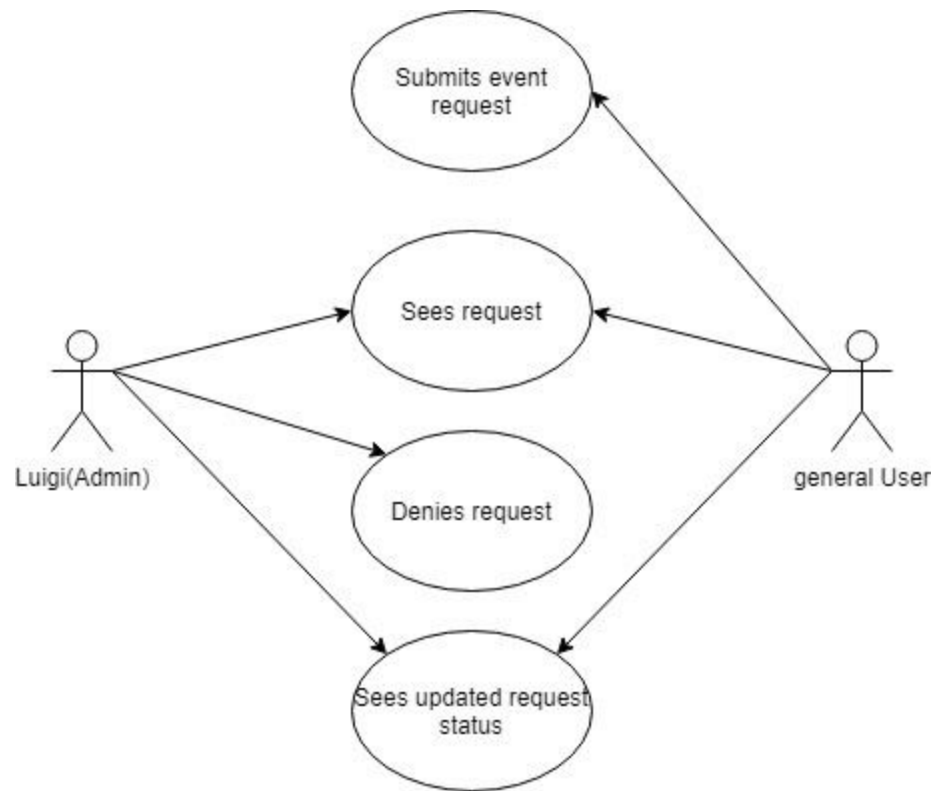 Submits event
request
Sees request
Luigi(Admin)
general User
Denies request
Sees updated request
status